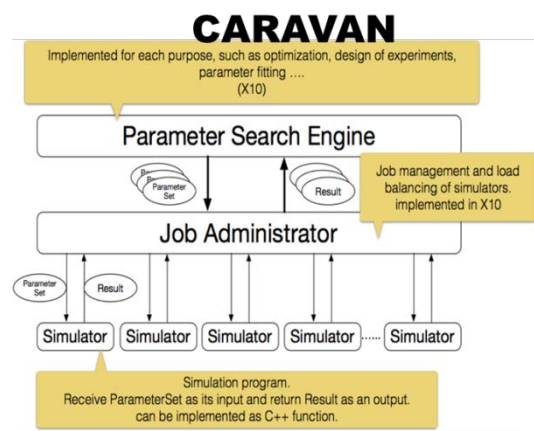 CARAVAN
Implemented for each purpose, such as optimization, design of experiments,
parameter fitting ....
(X10)
Parameter Search Engine
Parameter
Set
Result
Job management and load
balancing of simulators.
implemented in X10
Job Administrator
Parameter
Set
Result
Simulator
Simulator
Simulator
Simulator
......
Simulator
Simulation program.
Receive ParameterSet as its input and return Result as an output.
can be implemented as C++ function.